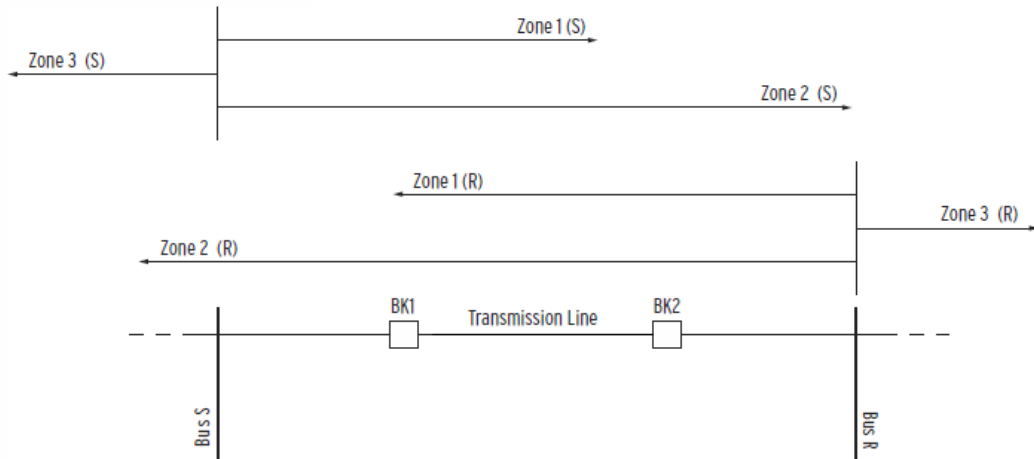 Zone 1 (S)
Zone 3 (S)
Zone 2 (S)
Zone 1 (R)
Zone 3 (R)
Zone 2 (R)
BK1
Transmission Line
BK2
Bus S
Bus R